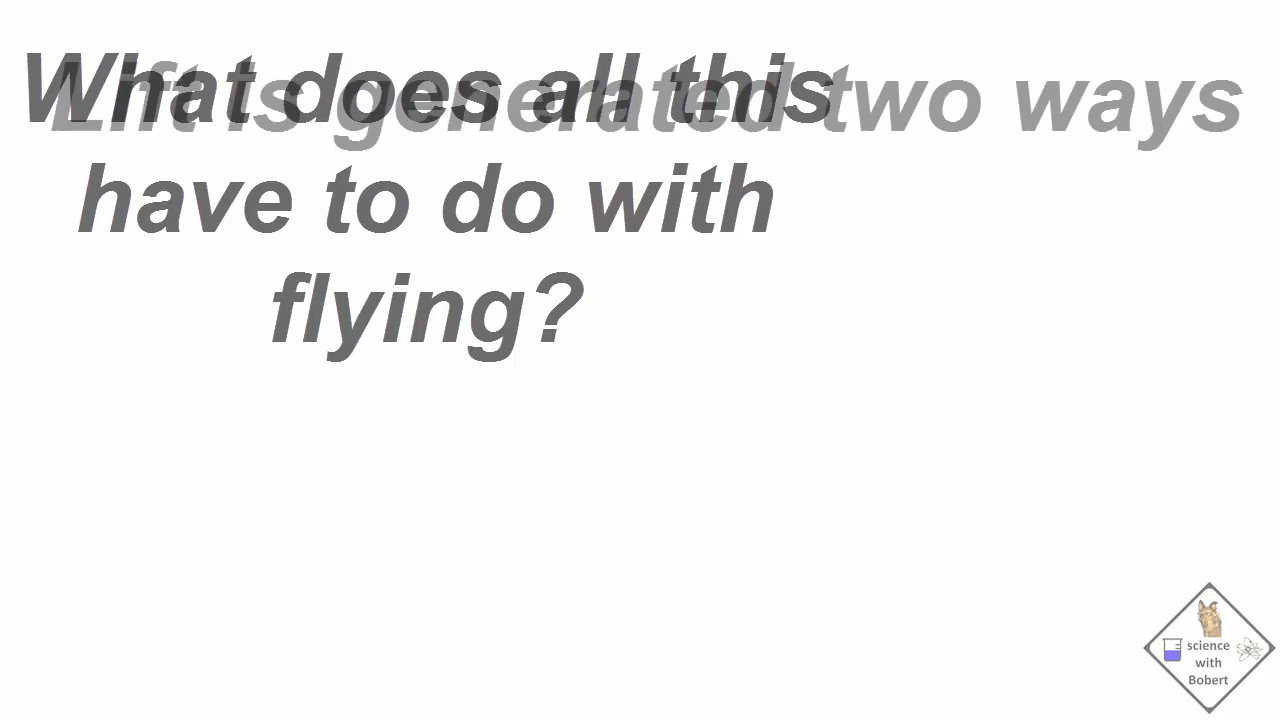 What does all this
have to do with
flying?
Lift is generated two ways
science
with
Bobert